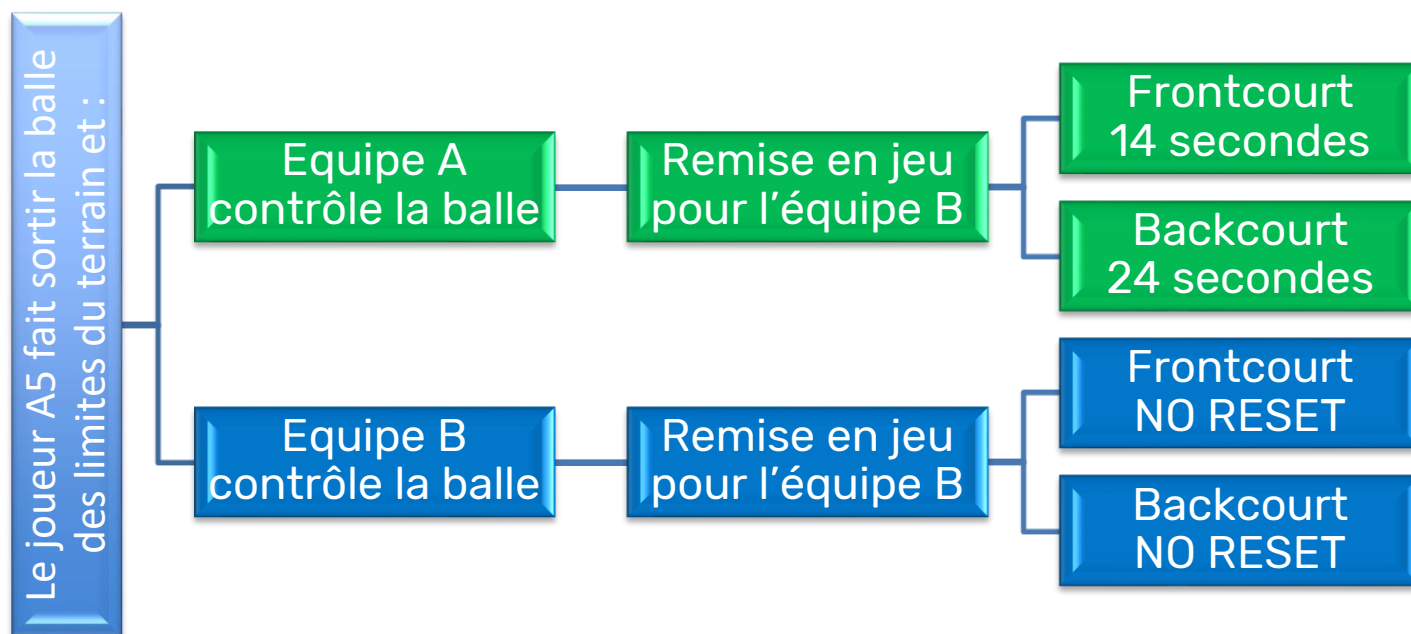 Le joueur A5 fait sortir la balle
des limites du terrain et :
Equipe A
contrôle la balle
Remise en jeu
pour l'équipe B
Frontcourt
14 secondes
Backcourt
24 secondes
Equipe B
contrôle la balle
Remise en jeu
pour l'équipe B
Frontcourt
NO RESET
Backcourt
NO RESET